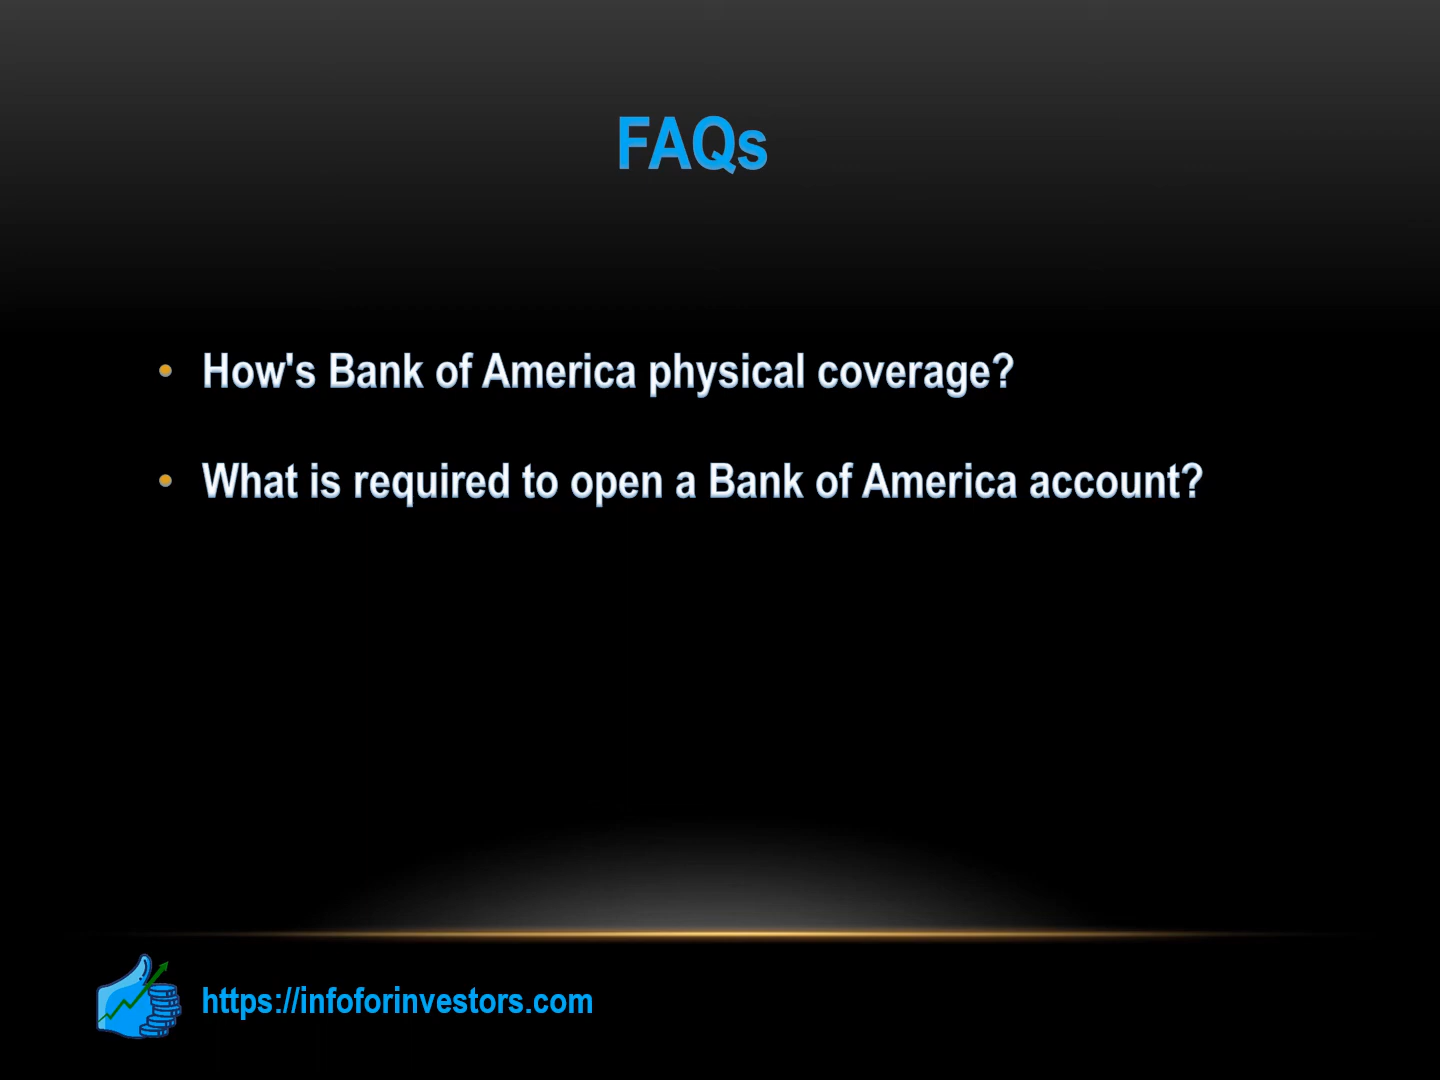 FAQs
How's Bank of America physical coverage?
What is required to open a Bank of America account?
https://infoforinvestors.com